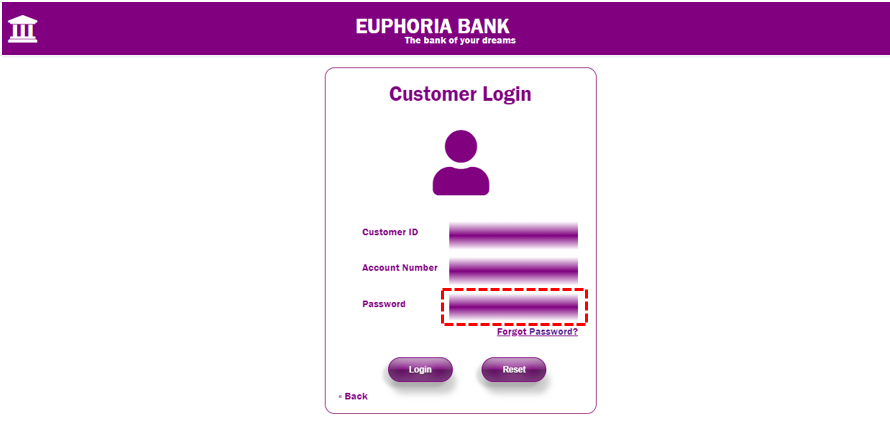 EUPHORIA BANK
The bank of your dreams
Customer Login
Customer ID
Account Number
Password
Forgot Password?
Login
Reset
Back